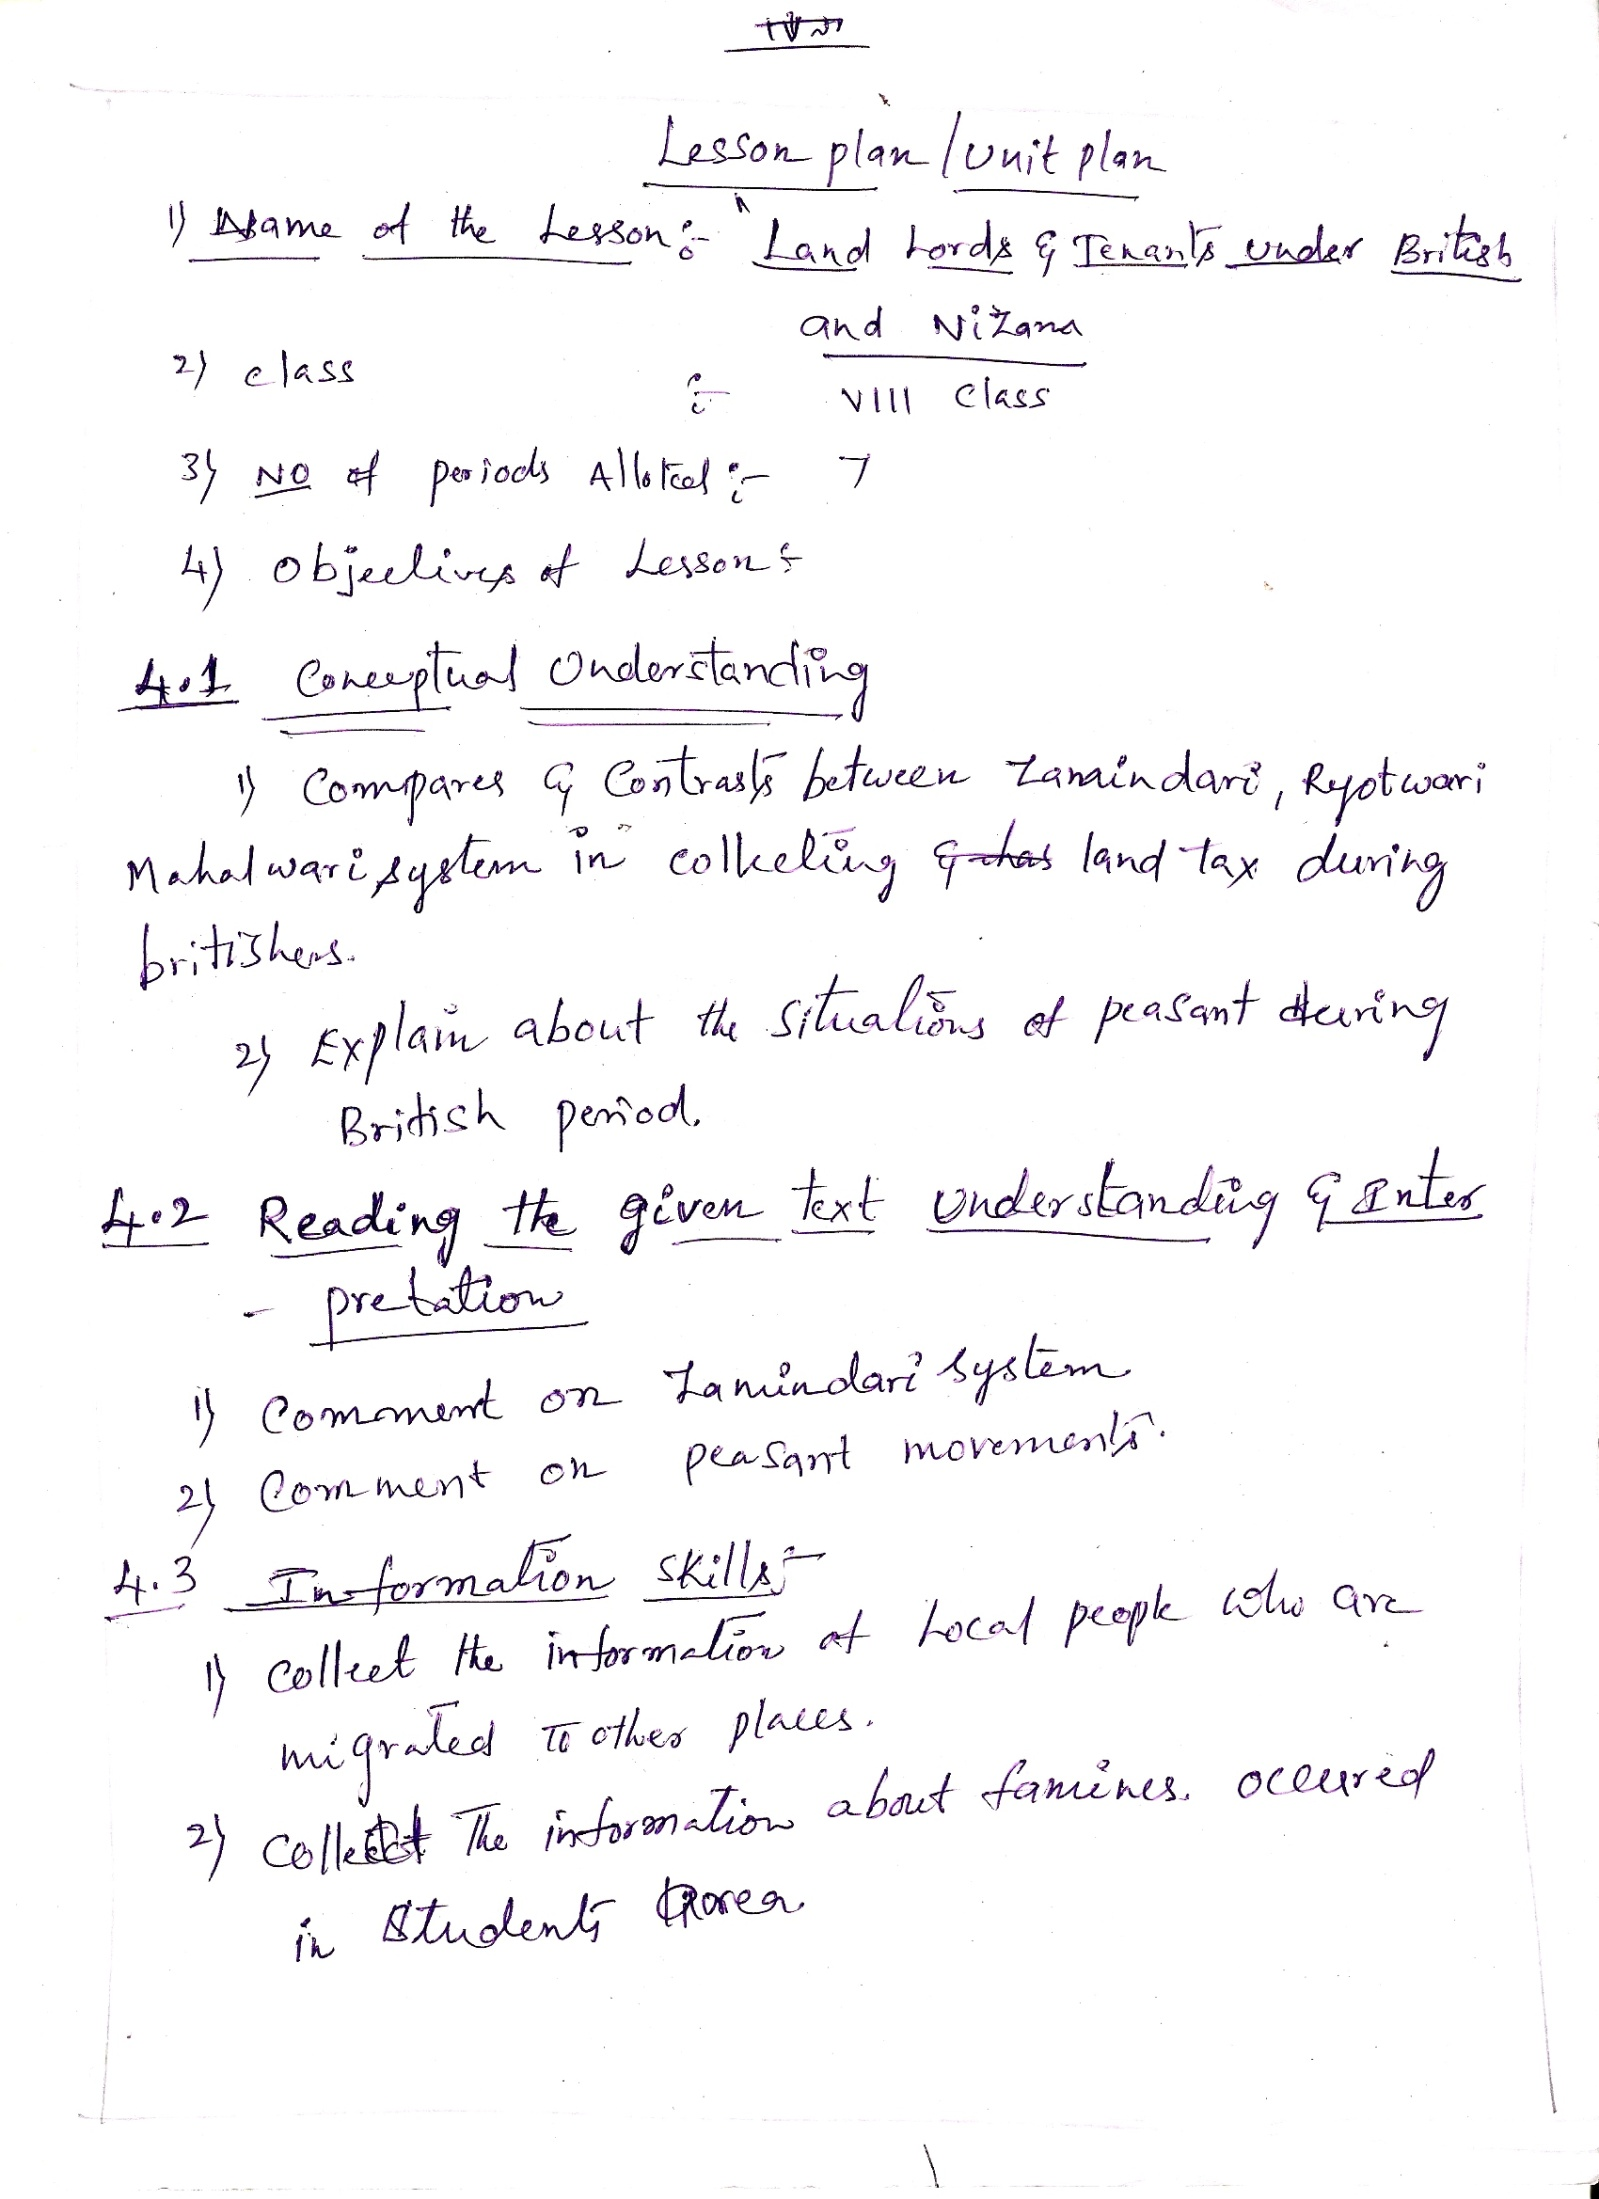 Lesson plan / Unit plan
1) Name of the Lesson :- "Land Lords & Tenants under British
and Nizam
2) class :- VIII Class
3) NO of periods Alloted :- 7
4) Objectives of Lesson :-
4.1 Conceptual Understanding
1) Compares & Contrasts between Zamindari, Ryotwari
Mahalwari system in collecting land tax during
britishers.
2) Explain about the situations of peasant during
British period.
4.2 Reading the given text Understanding & Inter
- pretation
1) Comment on Zamindari system
2) Comment on peasant movements.
4.3 Information skills :-
1) Collect the information of Local people who are
migrated to other places.
2) Collect The information about famines. occured
in Students area